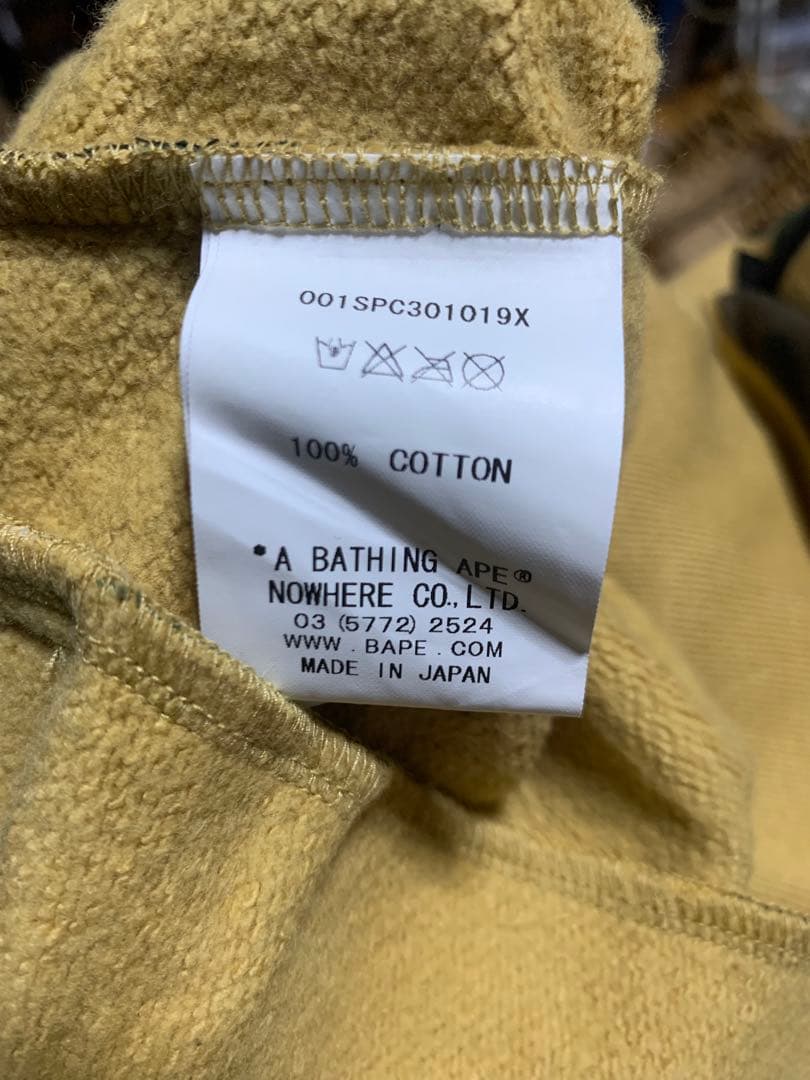 001SPC301019X
100% COTTON
*A BATHING APE®
NOWHERE CO.,LTD.
03 (5772) 2524
WWW.BAPE.COM
MADE IN JAPAN